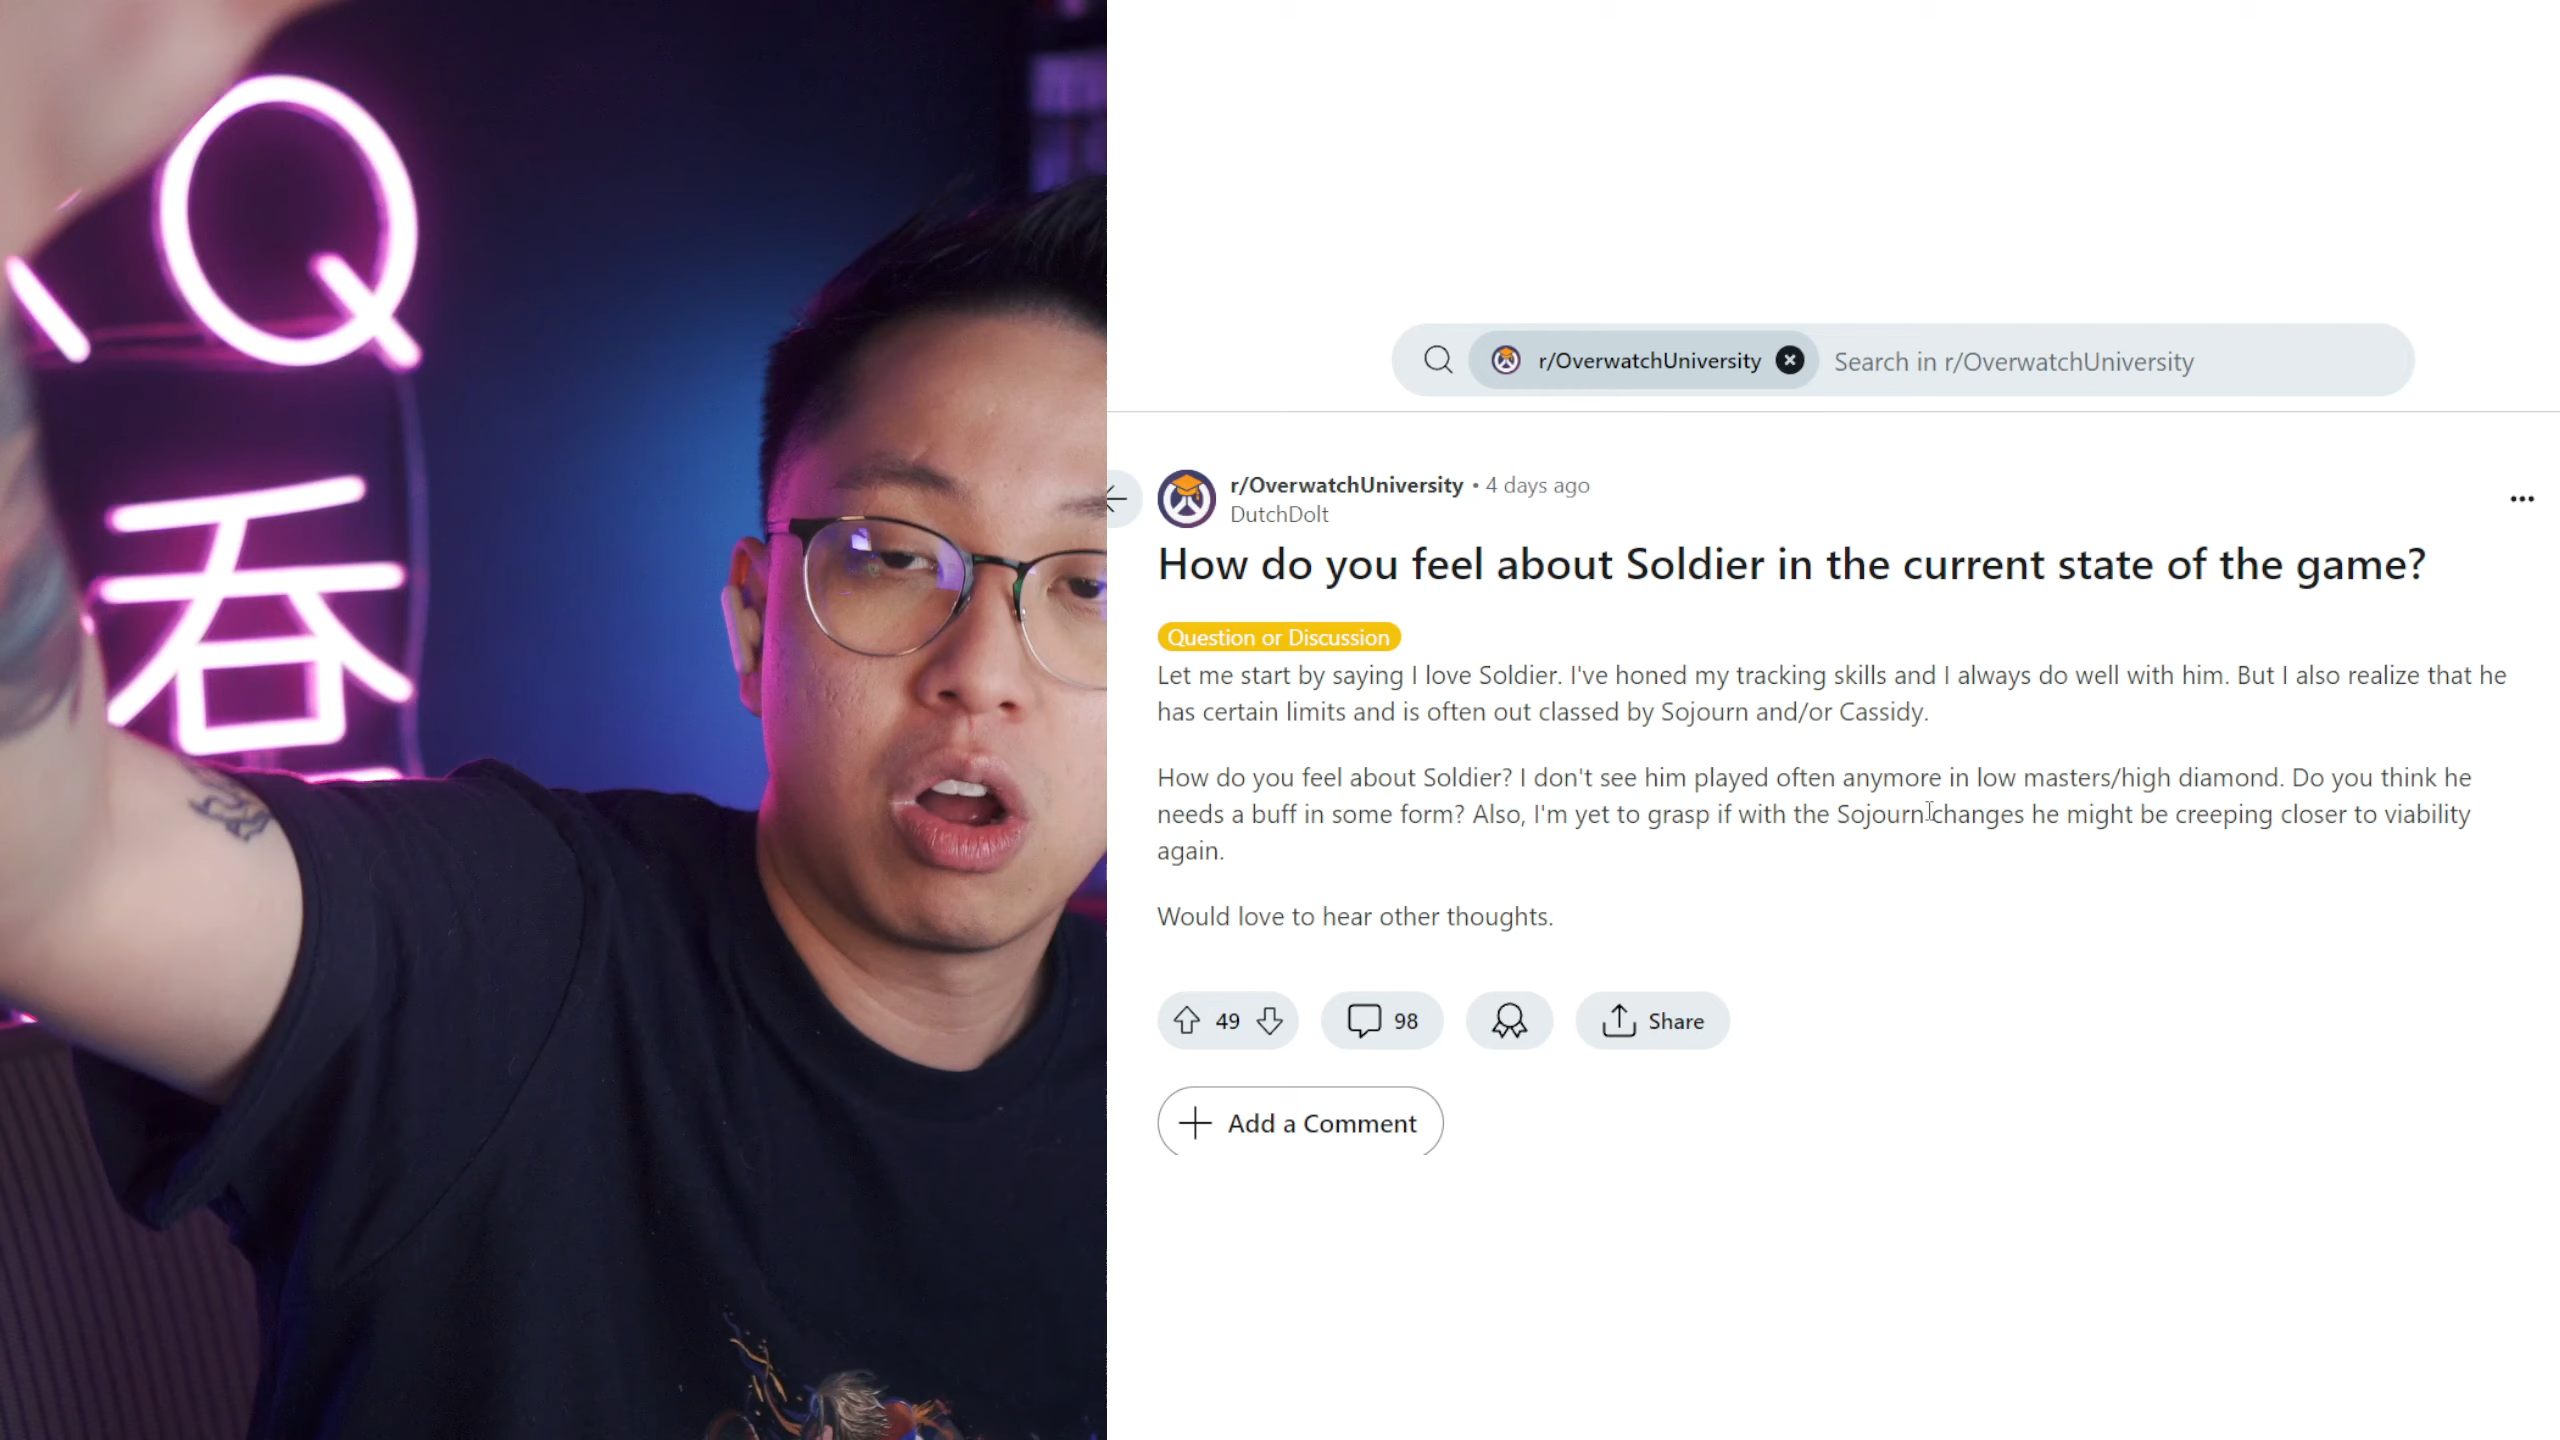 Q
吞
r/OverwatchUniversity Search in r/OverwatchUniversity
r/OverwatchUniversity • 4 days ago
DutchDolt
How do you feel about Soldier in the current state of the game?
Question or Discussion
Let me start by saying I love Soldier. I've honed my tracking skills and I always do well with him. But I also realize that he
has certain limits and is often out classed by Sojourn and/or Cassidy.
How do you feel about Soldier? I don't see him played often anymore in low masters/high diamond. Do you think he
needs a buff in some form? Also, I'm yet to grasp if with the Sojourn changes he might be creeping closer to viability
again.
Would love to hear other thoughts.
49 98 Share
Add a Comment